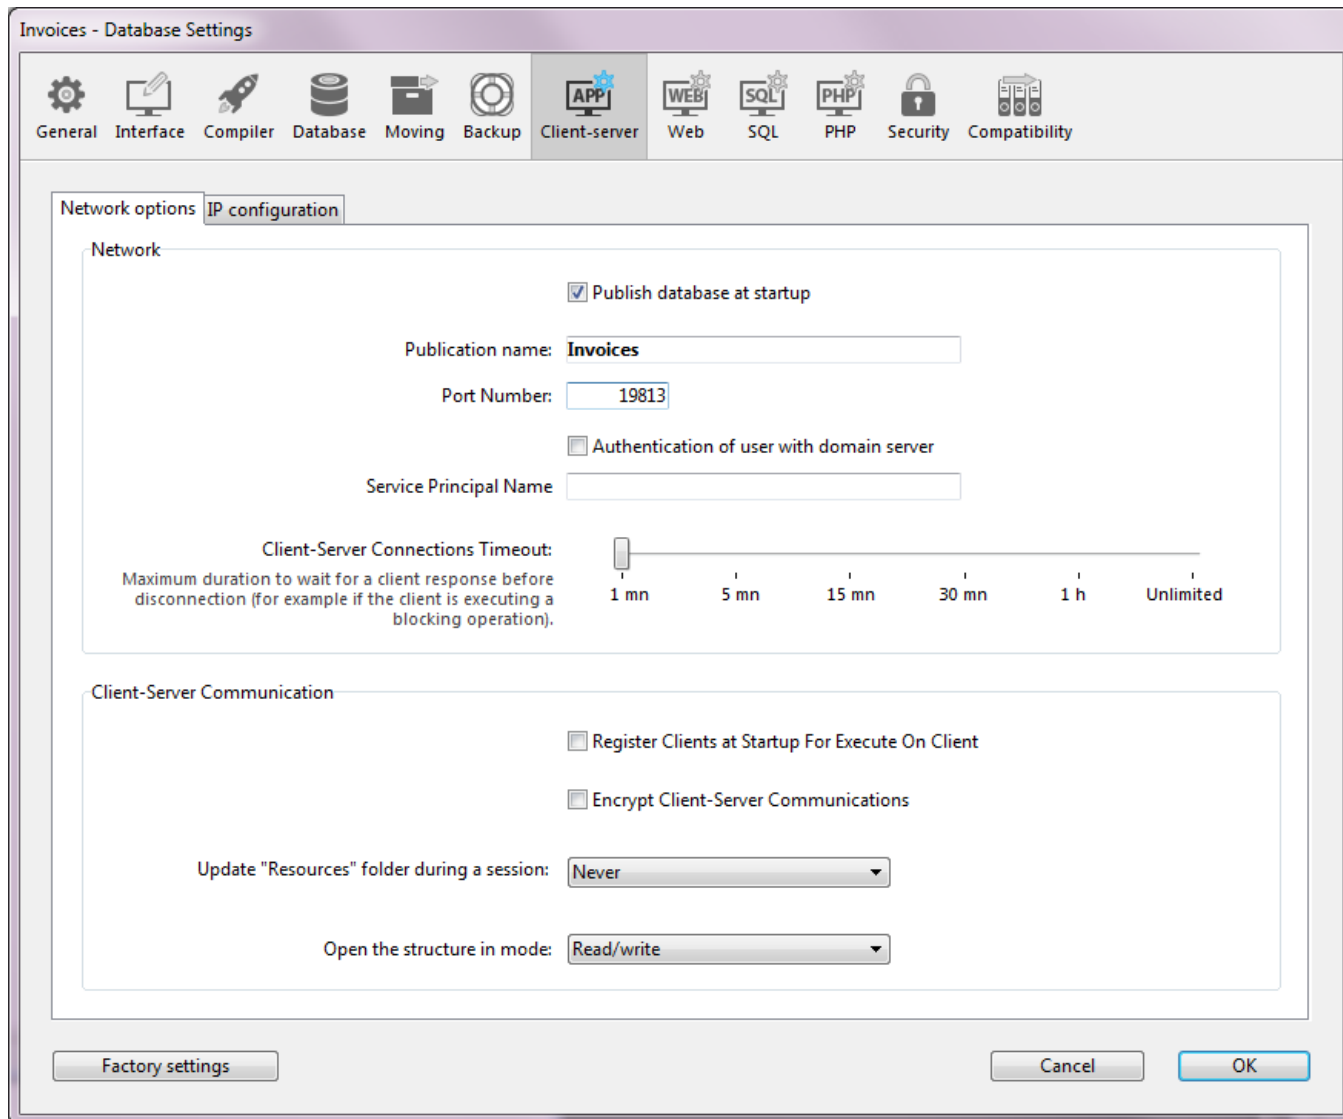 Invoices - Database Settings
APP WEB SQL PHP
General Interface Compiler Database Moving Backup Client-server Web SQL PHP Security Compatibility
Network options IP configuration
Network
Publish database at startup
Publication name: Invoices
Port Number: 19813
Authentication of user with domain server
Service Principal Name
Client-Server Connections Timeout:
Maximum duration to wait for a client response before
disconnection (for example if the client is executing a
blocking operation).
1 mn 5 mn 15 mn 30 mn 1 h Unlimited
Client-Server Communication
Register Clients at Startup For Execute On Client
Encrypt Client-Server Communications
Update "Resources" folder during a session: Never
Open the structure in mode: Read/write
Factory settings Cancel OK